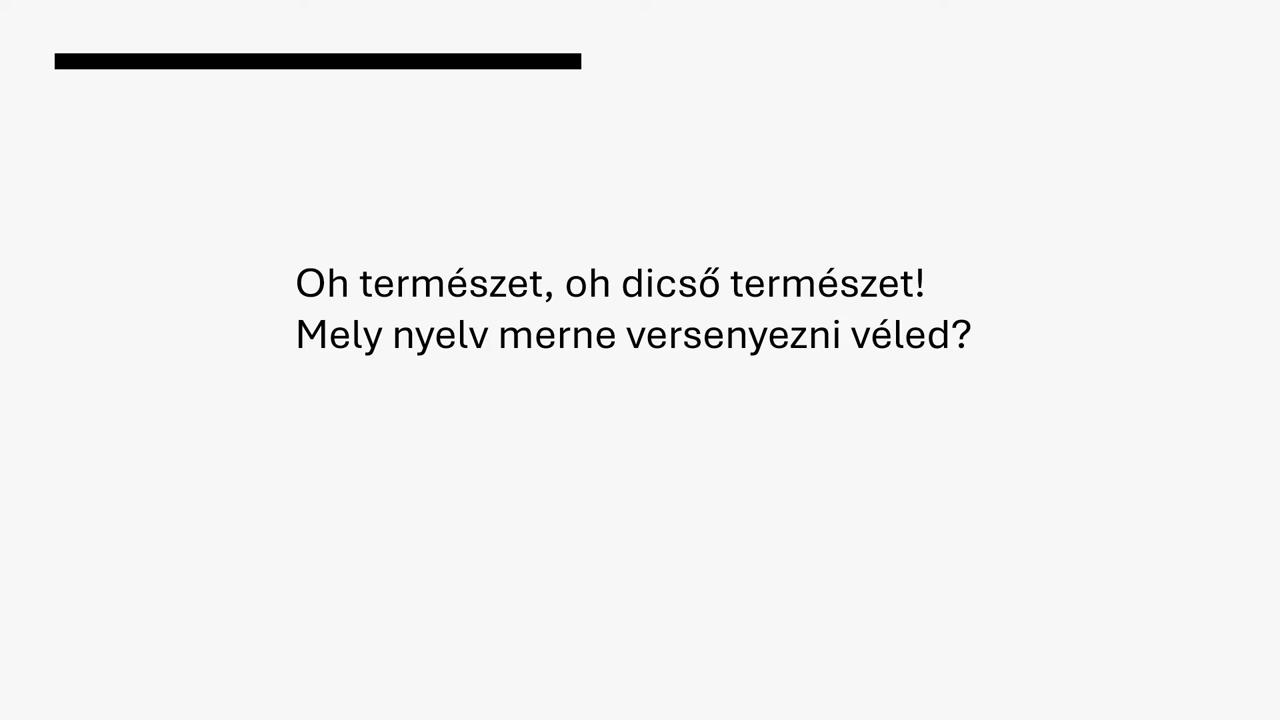 Oh természet, oh dicső természet!
Mely nyelv merne versenyezni véled?